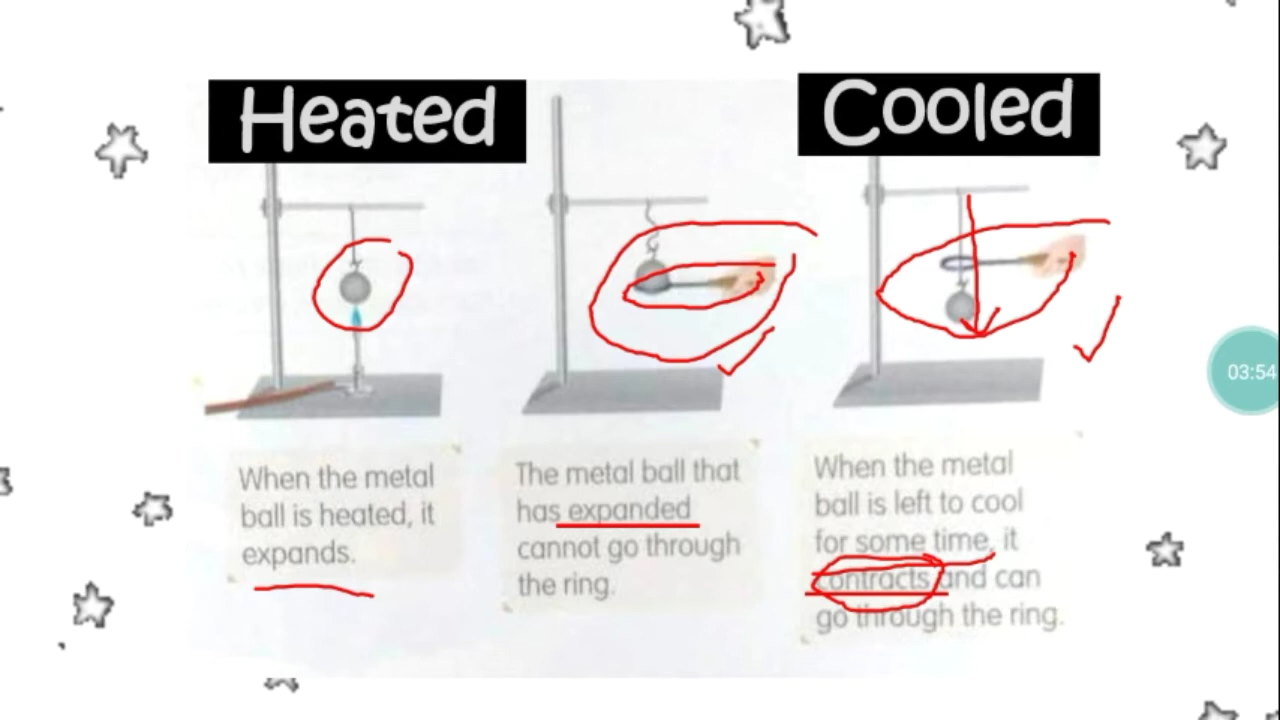 Heated
Cooled
When the metal
ball is heated, it
expands.
The metal ball that
has expanded
cannot go through
the ring.
When the metal
ball is left to cool
for some time, it
contracts and can
go through the ring.
03:54